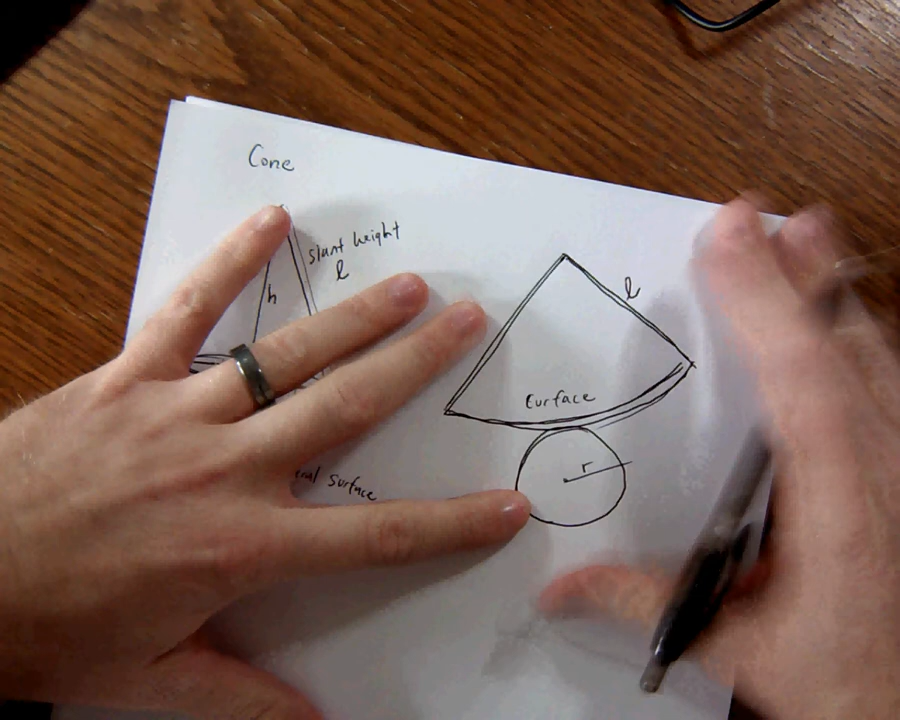 Cone
slant height
l
h
l
surface
r
surface